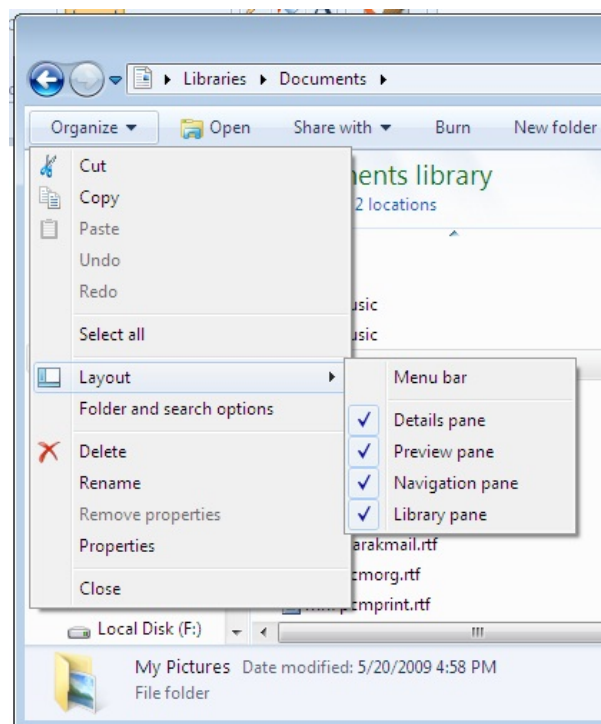 Libraries Documents
Organize Open Share with Burn New folder
Cut
Copy
Paste
Undo
Redo
Select all
Layout
Folder and search options
Delete
Rename
Remove properties
Properties
Close
Menu bar
Details pane
Preview pane
Navigation pane
Library pane
ments library
2 locations
usic
usic
arakmail.rtf
cmorg.rtf
pcmprint.rtf
Local Disk (F:)
My Pictures Date modified: 5/20/2009 4:58 PM
File folder